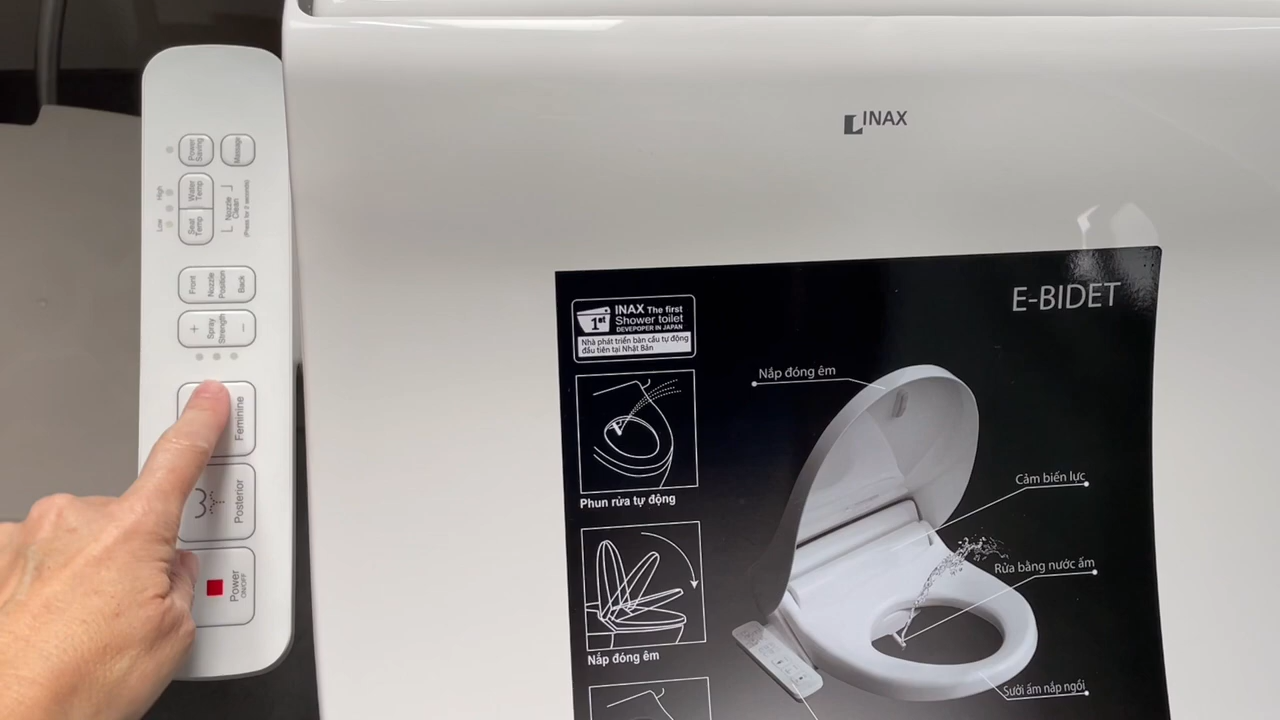 INAX
Power
Saving
Massage
High
Low
Water
Temp
Seat
Temp
Nozzle
Clean
(Press for 2 seconds)
Front
Nozzle
Position
Back
+
Spray
Strength
−
Feminine
Posterior
Power
ON/OFF
E-BIDET
1st
INAX The first
Shower toilet
DEVEPOPER IN JAPAN
Nhà phát triển bàn cầu tự động
đầu tiên tại Nhật Bản
Phun rửa tự động
Nắp đóng êm
Nắp đóng êm
Cảm biến lực
Rửa bằng nước ấm
Sưởi ấm nắp ngồi